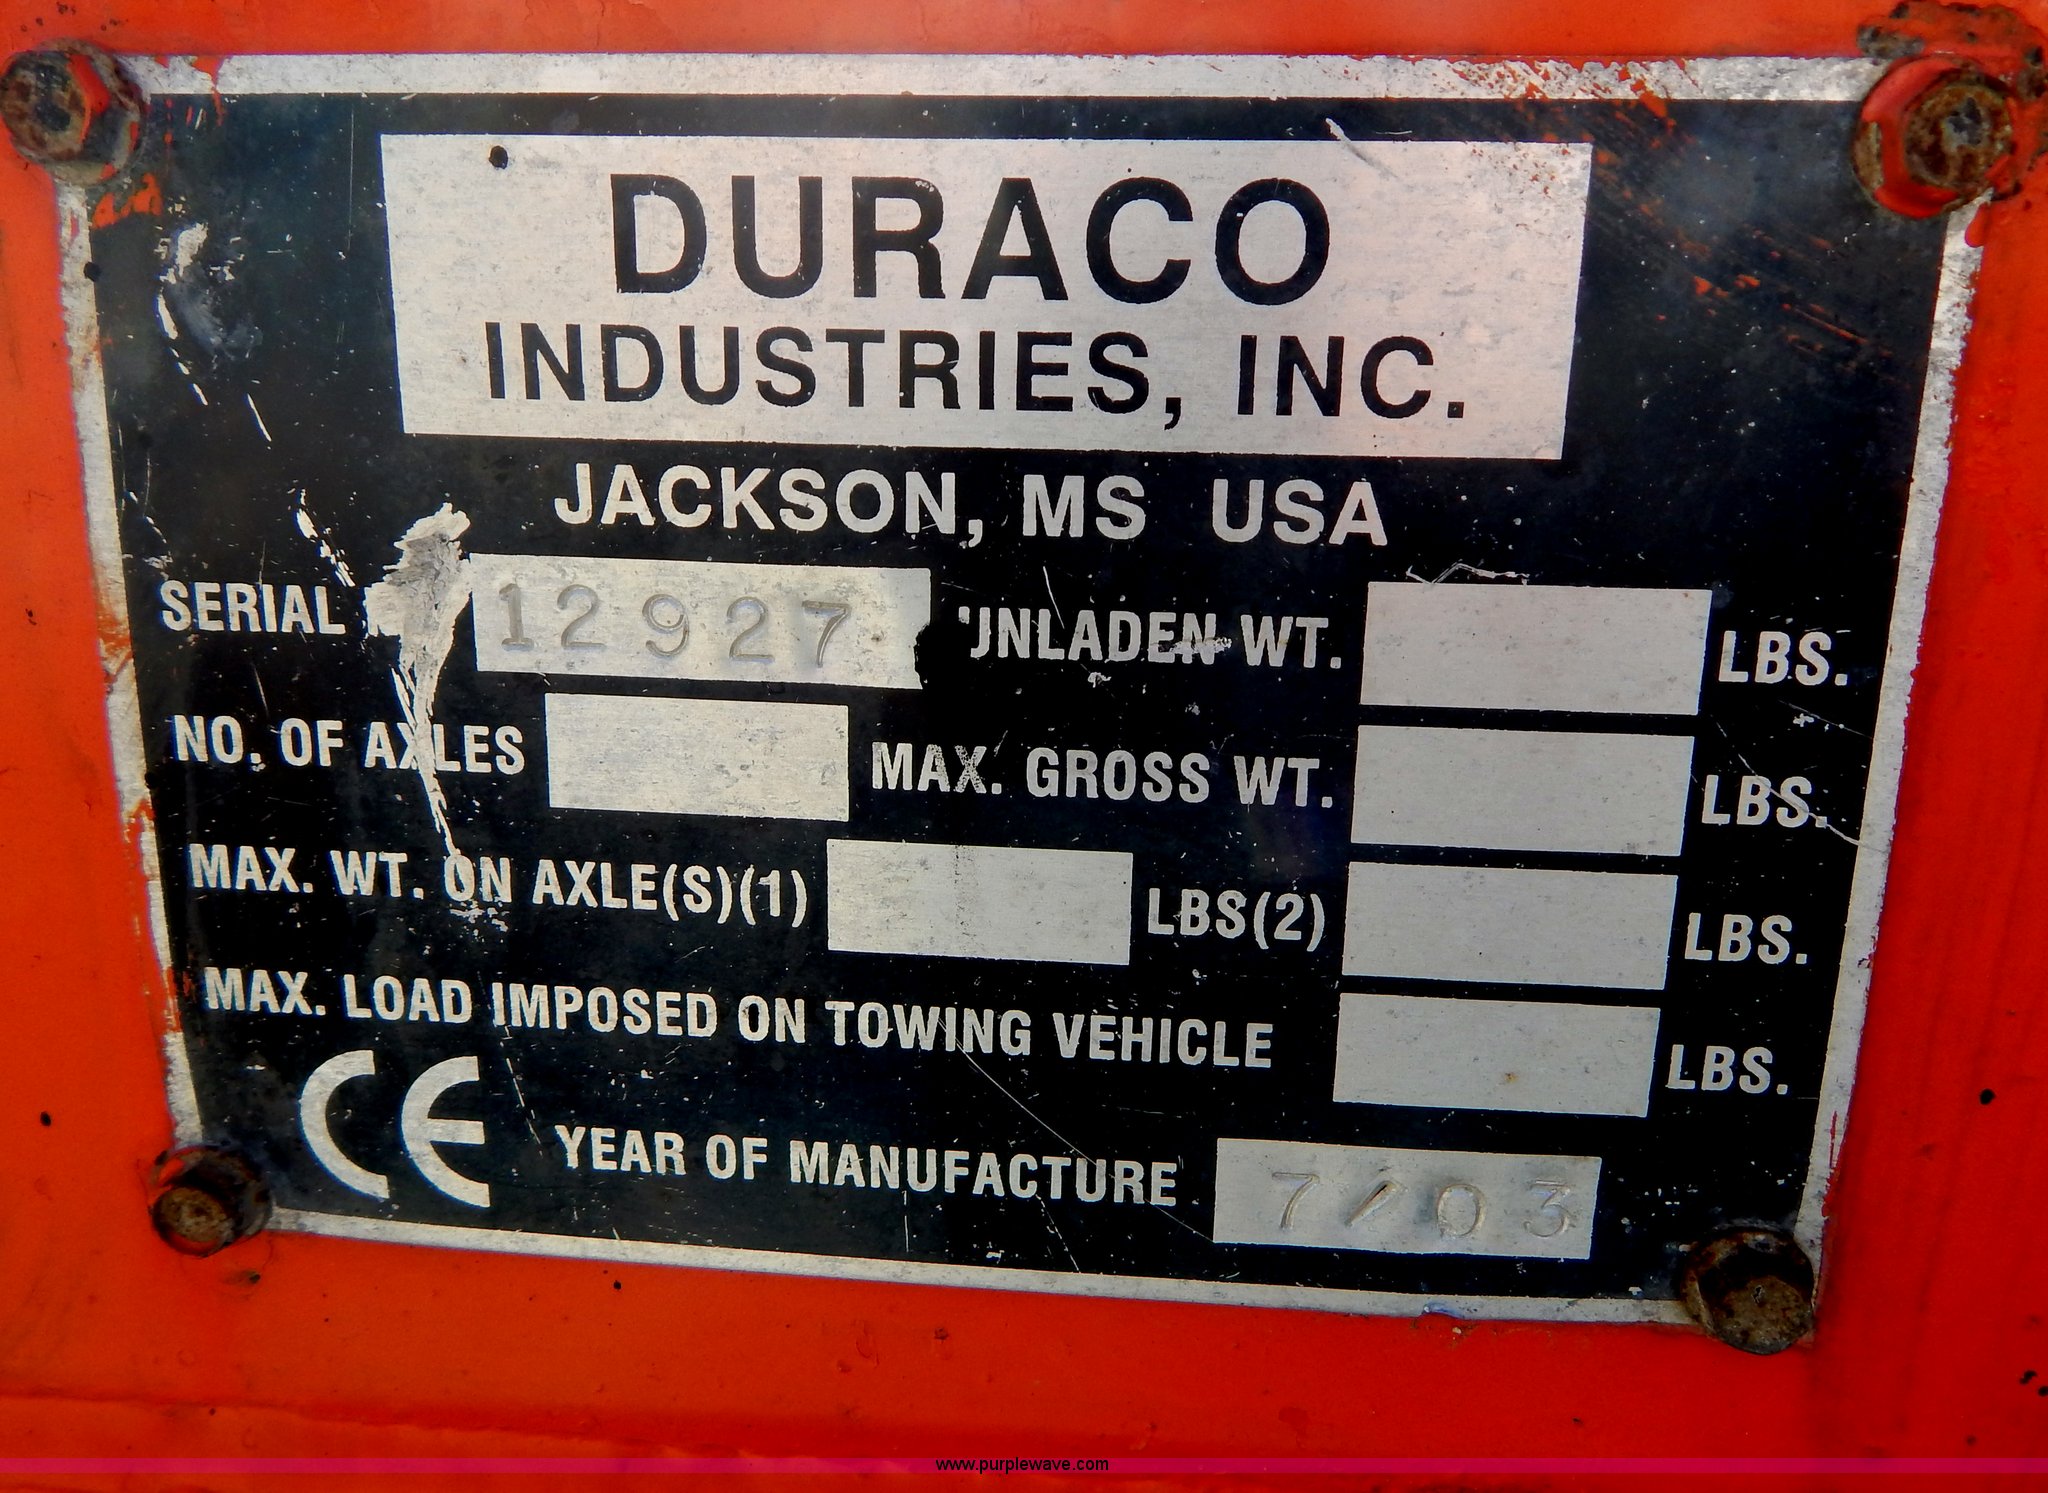 DURACO
INDUSTRIES, INC.
JACKSON, MS USA
SERIAL 12927 UNLADEN WT. LBS.
NO. OF AXLES MAX. GROSS WT. LBS.
MAX. WT. ON AXLE(S)(1) LBS(2) LBS.
MAX. LOAD IMPOSED ON TOWING VEHICLE LBS.
CE YEAR OF MANUFACTURE 7/03
www.purplewave.com